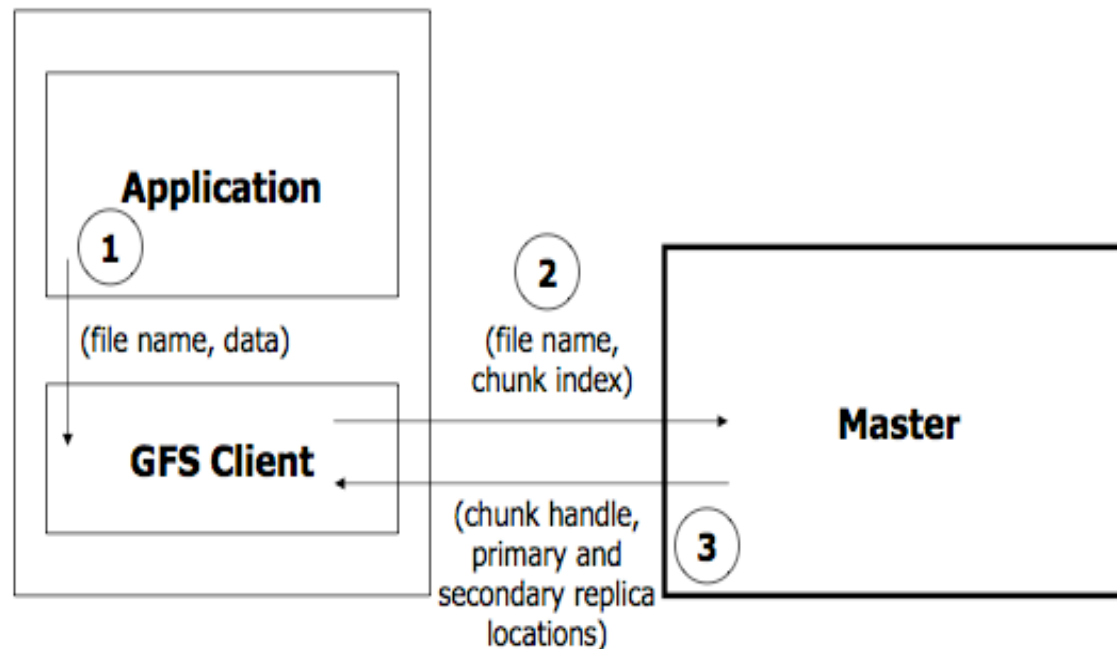 Application
1
(file name, data)
GFS Client
2
(file name,
chunk index)
Master
(chunk handle,
primary and
secondary replica
locations)
3